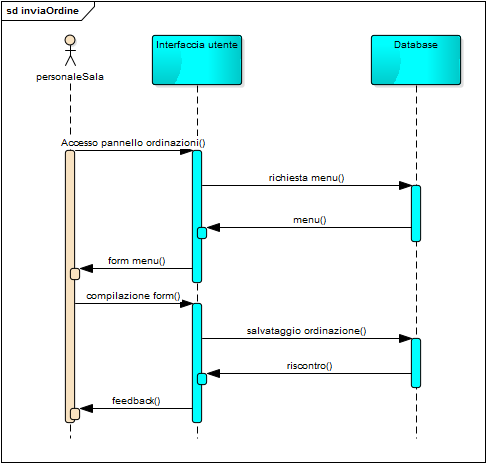 sd inviaOrdine
Interfaccia utente
Database
personaleSala
Accesso pannello ordinazioni()
richiesta menu()
menu()
form menu()
compilazione form()
salvataggio ordinazione()
riscontro()
feedback()